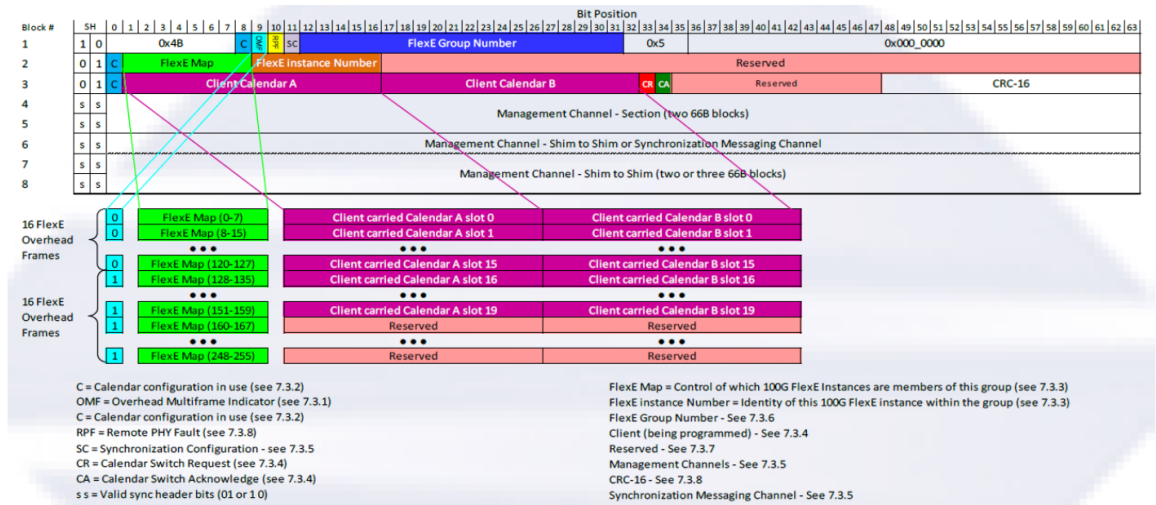 Bit Position
Block # SH 0 1 2 3 4 5 6 7 8 9 10 11 12 13 14 15 16 17 18 19 20 21 22 23 24 25 26 27 28 29 30 31 32 33 34 35 36 37 38 39 40 41 42 43 44 45 46 47 48 49 50 51 52 53 54 55 56 57 58 59 60 61 62 63
1 1 0 0x4B C OMF RPF SC FlexE Group Number 0x5 0x000_0000
2 0 1 C FlexE Map FlexE Instance Number Reserved
3 0 1 C Client Calendar A Client Calendar B CR CA Reserved CRC-16
4 s s
Management Channel - Section (two 66B blocks)
5 s s
6 s s Management Channel - Shim to Shim or Synchronization Messaging Channel
7 s s
Management Channel - Shim to Shim (two or three 66B blocks)
8 s s
0 FlexE Map (0-7) Client carried Calendar A slot 0 Client carried Calendar B slot 0
16 FlexE
0 FlexE Map (8-15) Client carried Calendar A slot 1 Client carried Calendar B slot 1
Overhead
● ● ● ● ● ● ● ● ●
Frames
0 FlexE Map (120-127) Client carried Calendar A slot 15 Client carried Calendar B slot 15
1 FlexE Map (128-135) Client carried Calendar A slot 16 Client carried Calendar B slot 16
● ● ● ● ● ● ● ● ●
16 FlexE
1 FlexE Map (151-159) Client carried Calendar A slot 19 Client carried Calendar B slot 19
Overhead
1 FlexE Map (160-167) Reserved Reserved
Frames
● ● ● ● ● ● ● ● ●
1 FlexE Map (248-255) Reserved Reserved
C = Calendar configuration in use (see 7.3.2)
OMF = Overhead Multiframe Indicator (see 7.3.1)
C = Calendar configuration in use (see 7.3.2)
RPF = Remote PHY Fault (see 7.3.8)
SC = Synchronization Configuration - see 7.3.5
CR = Calendar Switch Request (see 7.3.4)
CA = Calendar Switch Acknowledge (see 7.3.4)
s s = Valid sync header bits (01 or 1 0)
FlexE Map = Control of which 100G FlexE Instances are members of this group (see 7.3.3)
FlexE instance Number = Identity of this 100G FlexE instance within the group (see 7.3.3)
FlexE Group Number - See 7.3.6
Client (being programmed) - See 7.3.4
Reserved - See 7.3.7
Management Channels - See 7.3.5
CRC-16 - See 7.3.8
Synchronization Messaging Channel - See 7.3.5